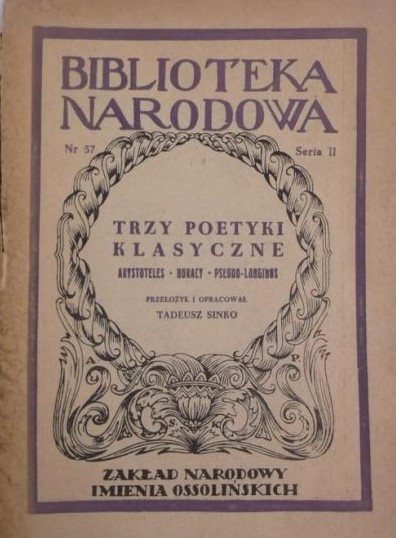 BIBLIOTEKA
NARODOWA
Nr 57 Seria II
TRZY POETYKI
KLASYCZNE
ARYSTOTELES • HORACY • PSEUDO-LONGINOS
PRZEŁOŻYŁ I OPRACOWAŁ
TADEUSZ SINKO
A. P.
S. K.
ZAKŁAD NARODOWY
IMIENIA OSSOLIŃSKICH